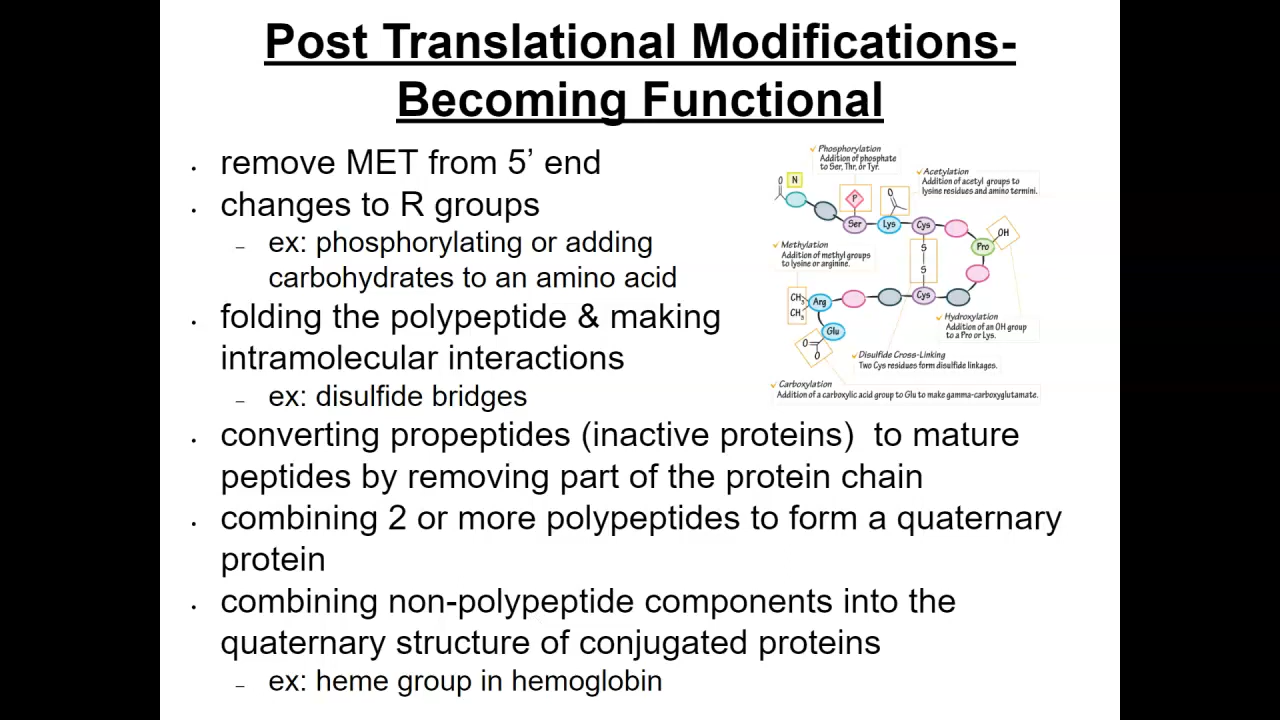 Post Translational Modifications-
Becoming Functional
• remove MET from 5’ end
• changes to R groups
– ex: phosphorylating or adding
carbohydrates to an amino acid
• folding the polypeptide & making
intramolecular interactions
– ex: disulfide bridges
• converting propeptides (inactive proteins)  to mature
peptides by removing part of the protein chain
• combining 2 or more polypeptides to form a quaternary
protein
• combining non-polypeptide components into the
quaternary structure of conjugated proteins
– ex: heme group in hemoglobin
✓ Phosphorylation
Addition of phosphate
to Ser, Thr, or Tyr.
✓ Acetylation
Addition of acetyl groups to
lysine residues and amino termini.
O
N
P
O
Ser
Lys
Cys
OH
Pro
✓ Methylation
Addition of methyl groups
to lysine or arginine.
S
S
CH3
CH3
Arg
Cys
Glu
O
O
✓ Hydroxylation
Addition of an OH group
to a Pro or Lys.
✓ Disulfide Cross-Linking
Two Cys residues form disulfide linkages.
✓ Carboxylation
Addition of a carboxylic acid group to Glu to make gamma-carboxyglutamate.